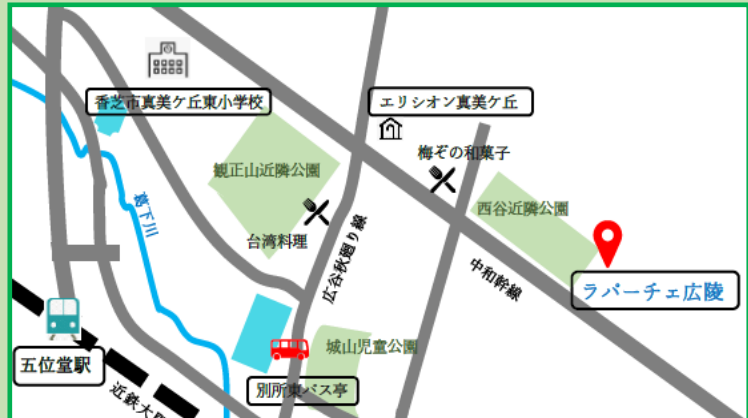 香芝市真美ケ丘東小学校
エリシオン真美ケ丘
梅ぞの和菓子
観正山近隣公園
西谷近隣公園
葛下川
台湾料理
広谷秋廻り線
中和幹線
ラパーチェ広陵
城山児童公園
五位堂駅
別所東バス亭
近鉄大